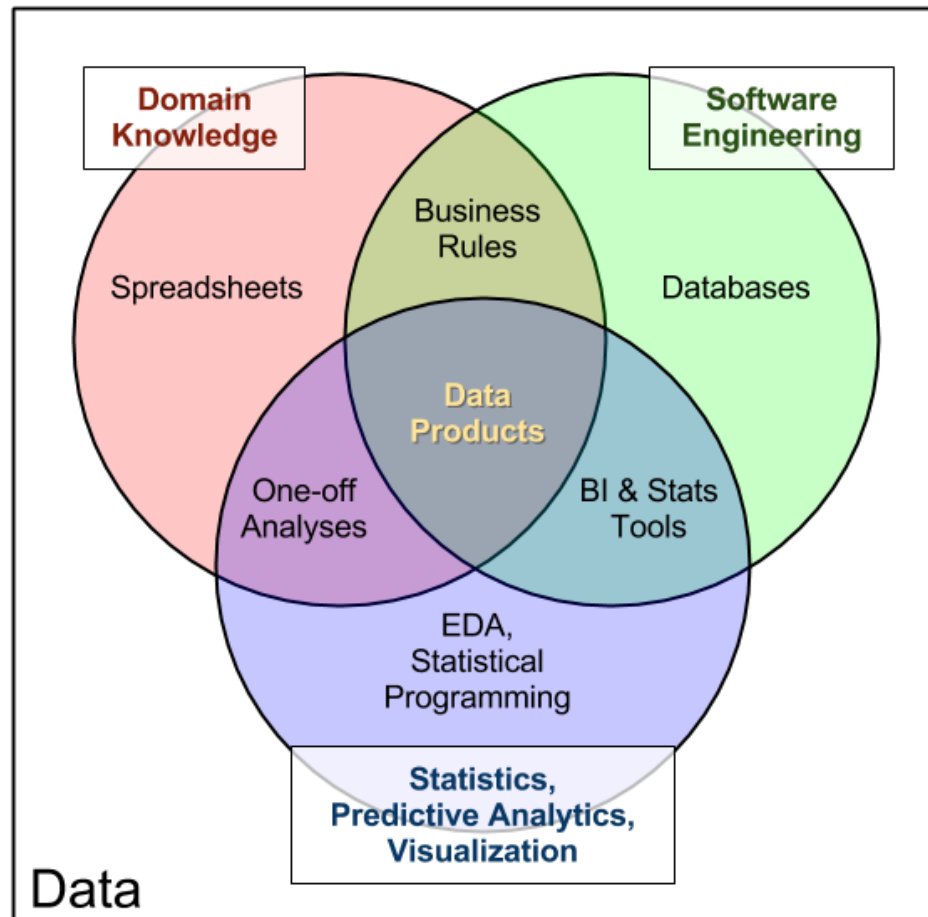 Domain
Knowledge
Software
Engineering
Business
Rules
Spreadsheets
Databases
Data
Products
One-off
Analyses
BI & Stats
Tools
EDA,
Statistical
Programming
Statistics,
Predictive Analytics,
Visualization
Data